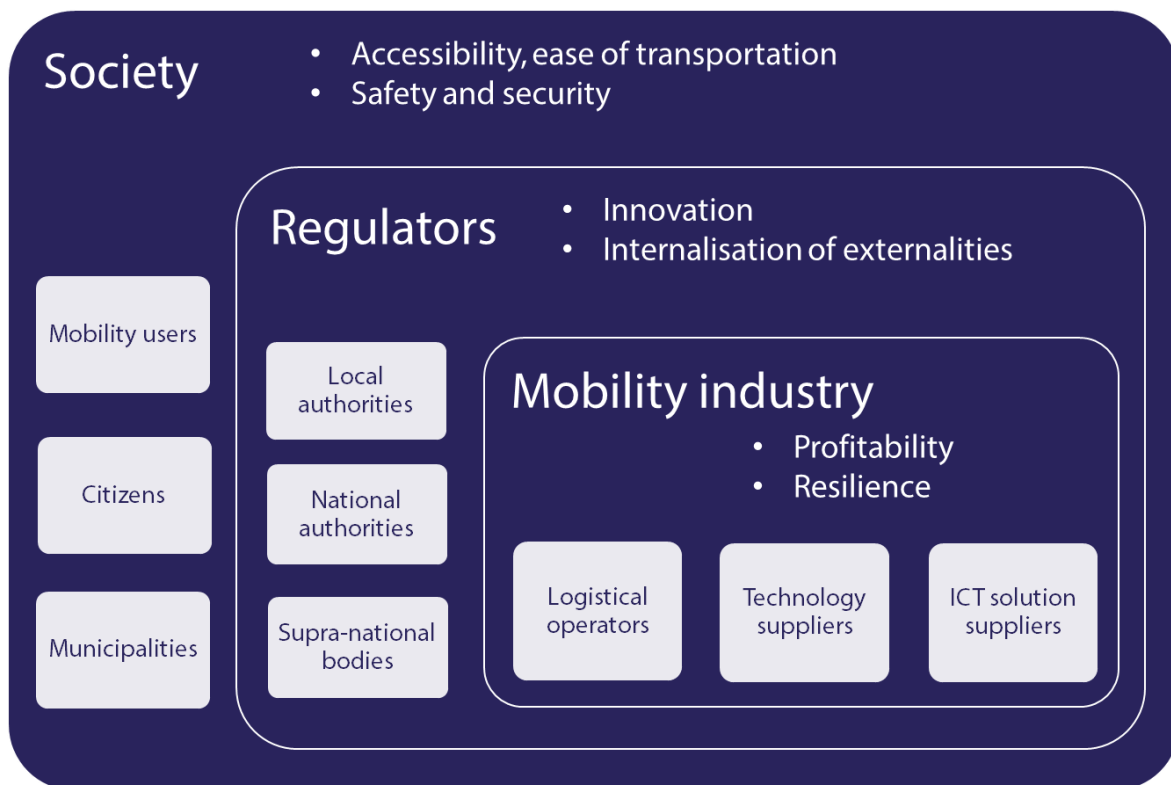 Society
• Accessibility, ease of transportation
• Safety and security
Regulators
• Innovation
• Internalisation of externalities
Mobility users
Citizens
Municipalities
Local
authorities
National
authorities
Supra-national
bodies
Mobility industry
• Profitability
• Resilience
Logistical
operators
Technology
suppliers
ICT solution
suppliers